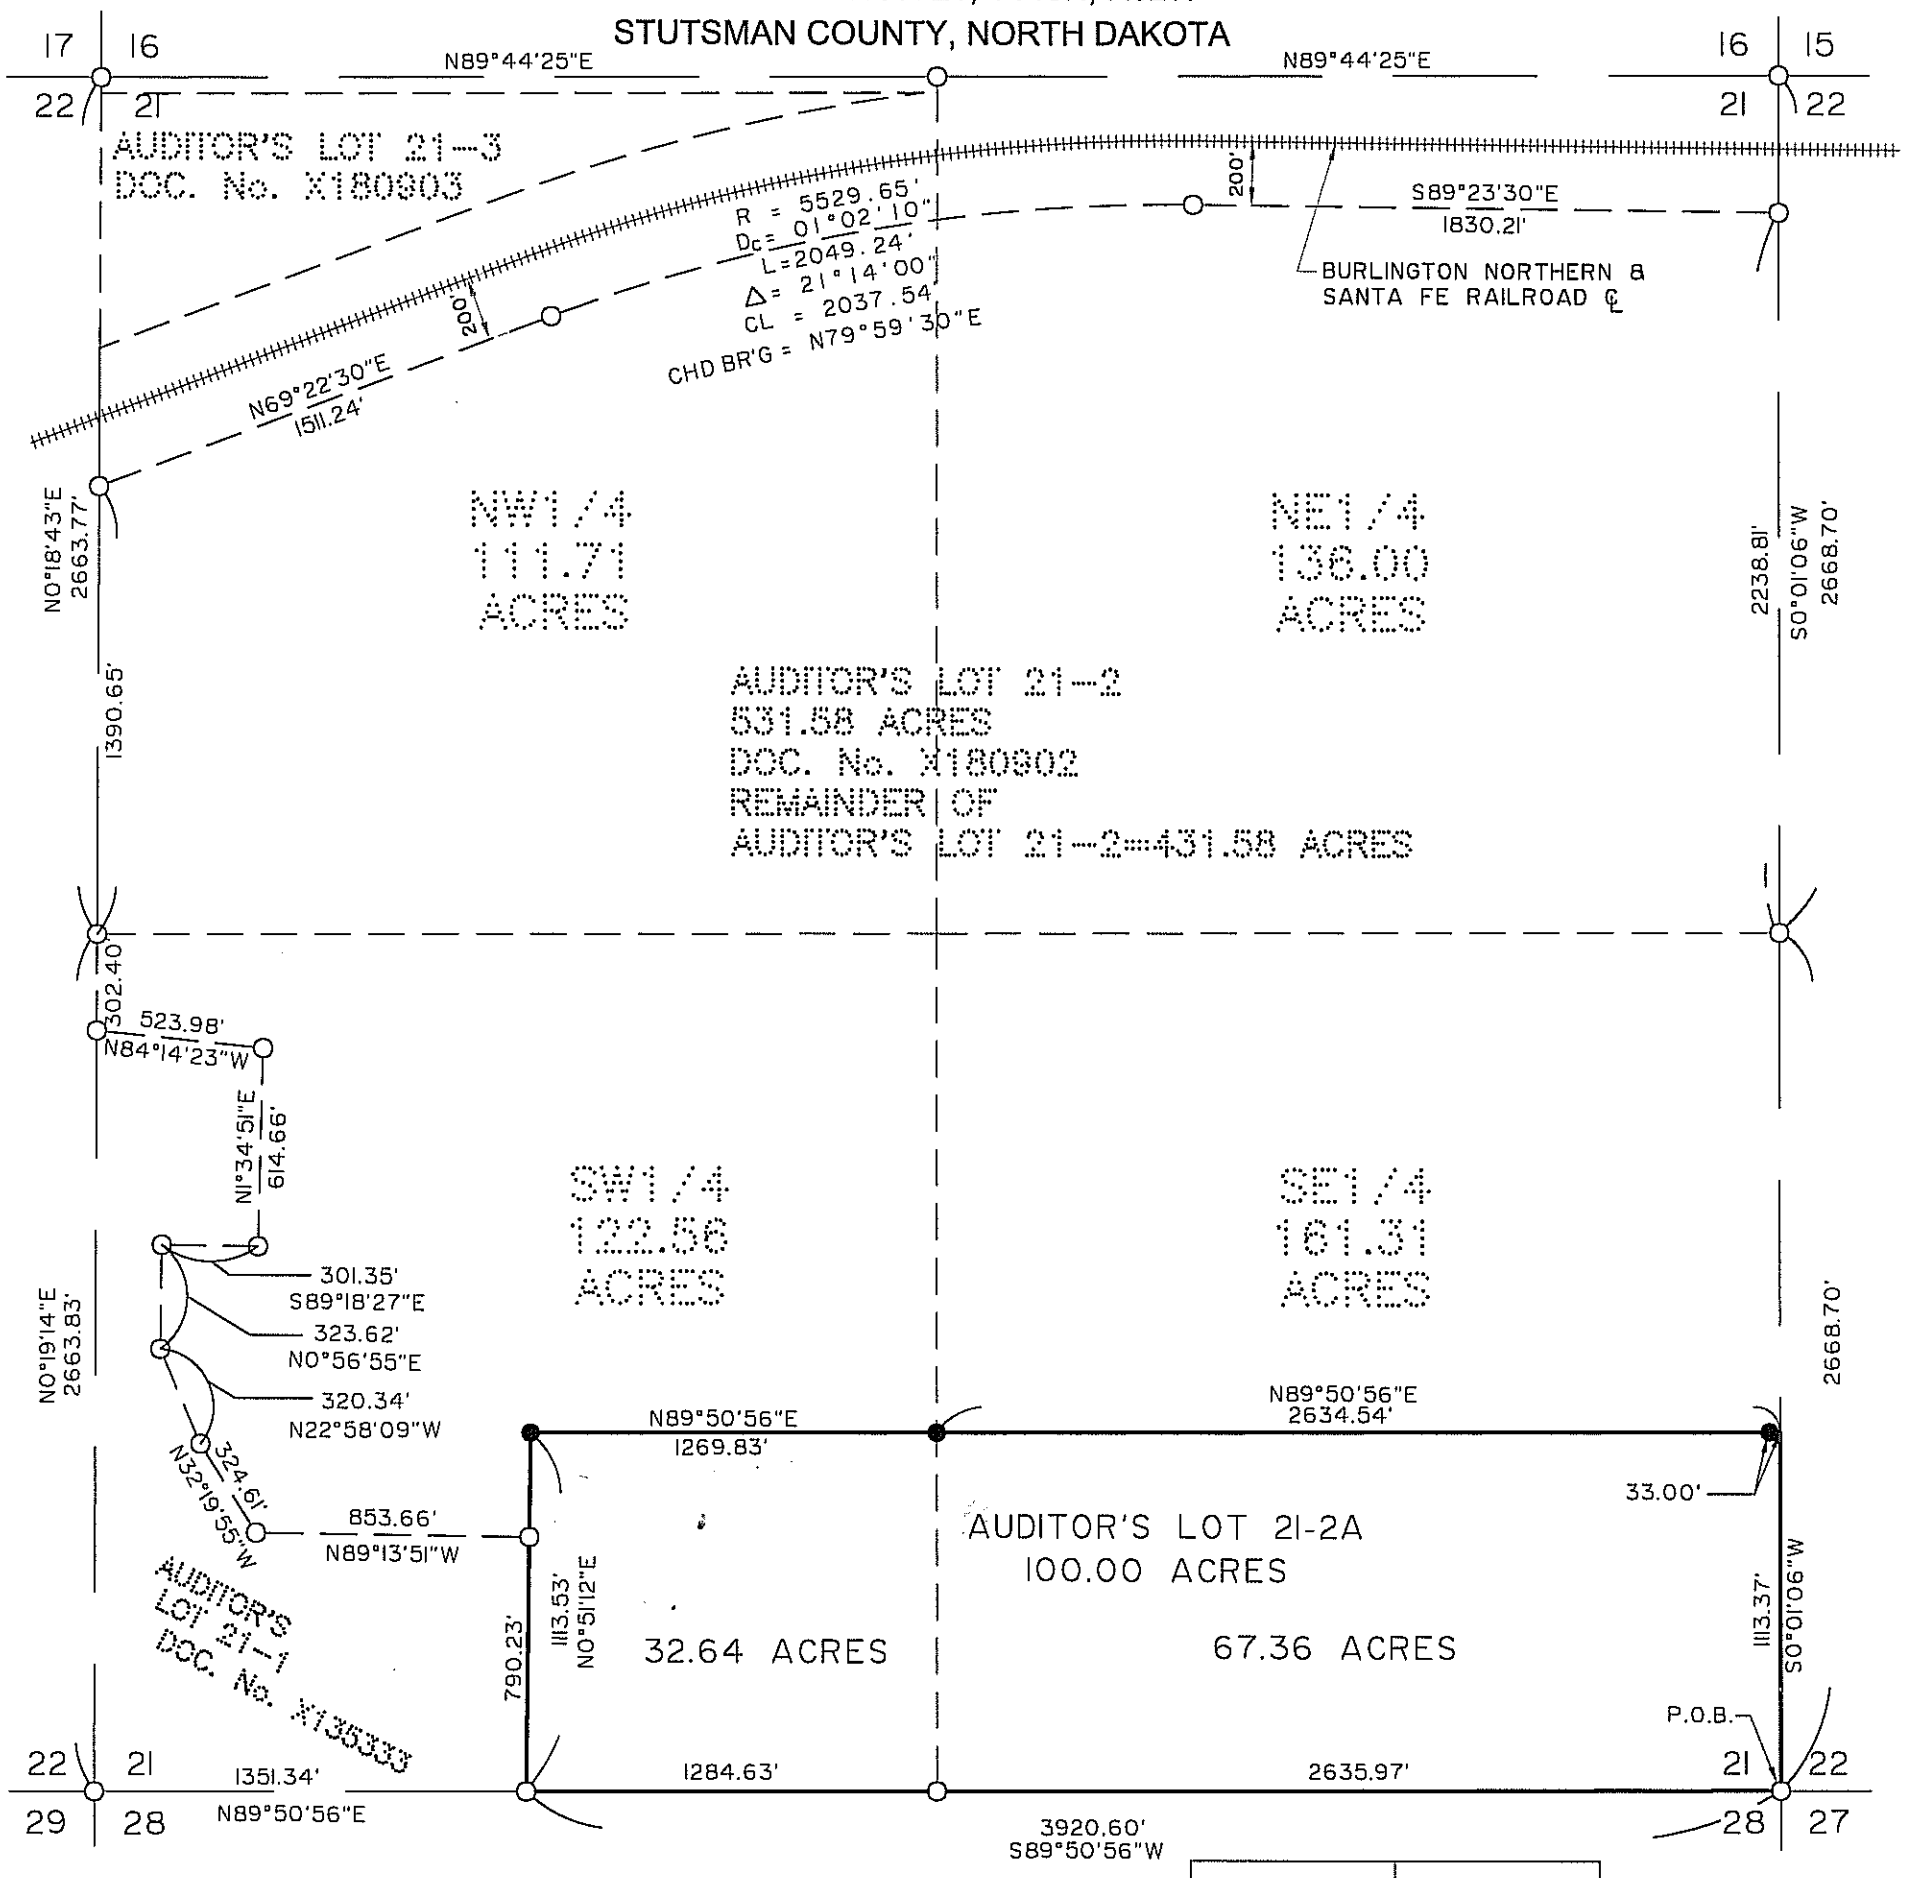 STUTSMAN COUNTY, NORTH DAKOTA
17 16
N89°44'25"E
N89°44'25"E
16 15
22 21
21 22
AUDITOR'S LOT 21-3
DOC. No. X180903
R = 5529.65'
Dc = 01°02'10"
L=2049.24'
Δ= 21°14'00"
CL = 2037.54'
CHD BR'G = N79°59'30"E
200'
S89°23'30"E
1830.21'
BURLINGTON NORTHERN &
SANTA FE RAILROAD ℄
200'
N69°22'30"E
1511.24'
N0°18'43"E
2663.77'
NW1/4
111.71
ACRES
NE1/4
136.00
ACRES
2238.81'
S0°01'06"W
2668.70'
1390.65'
AUDITOR'S LOT 21-2
531.58 ACRES
DOC. No. X180902
REMAINDER OF
AUDITOR'S LOT 21-2=431.58 ACRES
302.40'
523.98'
N84°14'23"W
N1°34'51"E
614.66'
SW1/4
122.56
ACRES
SE1/4
161.31
ACRES
301.35'
S89°18'27"E
323.62'
N0°56'55"E
320.34'
N22°58'09"W
N0°19'14"E
2663.83'
2668.70'
324.61'
N32°19'55"W
N89°50'56"E
1269.83'
N89°50'56"E
2634.54'
33.00'
853.66'
N89°13'51"W
AUDITOR'S LOT 21-2A
100.00 ACRES
AUDITOR'S
LOT 21-1
DOC. No. X135333
790.23'
1113.53'
N0°51'12"E
32.64 ACRES
67.36 ACRES
1113.37'
S0°01'06"W
P.O.B.
22 21
1351.34'
1284.63'
2635.97'
21 22
29 28
N89°50'56"E
3920.60'
S89°50'56"W
28 27